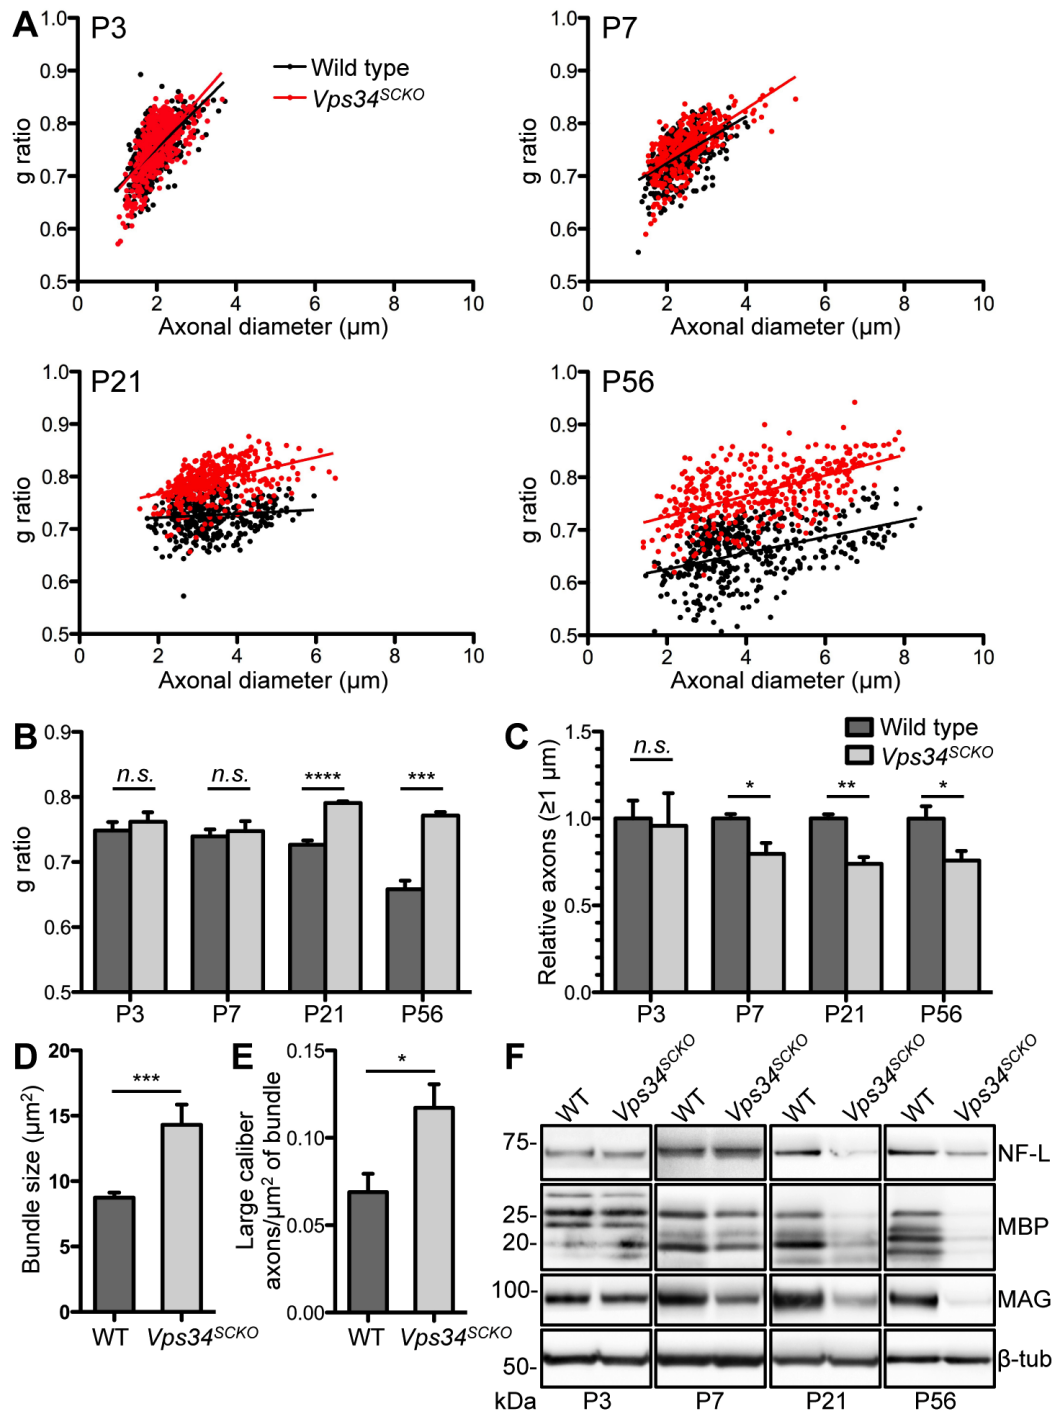 A
P3
1.0
0.9
0.8
0.7
0.6
0.5
g ratio
0 2 4 6 8 10
Axonal diameter (µm)
Wild type
Vps34SCKO
P7
1.0
0.9
0.8
0.7
0.6
0.5
g ratio
0 2 4 6 8 10
Axonal diameter (µm)
P21
1.0
0.9
0.8
0.7
0.6
0.5
g ratio
0 2 4 6 8 10
Axonal diameter (µm)
P56
1.0
0.9
0.8
0.7
0.6
0.5
g ratio
0 2 4 6 8 10
Axonal diameter (µm)
B
0.9
0.8
0.7
0.6
0.5
g ratio
n.s. n.s. **** ***
P3 P7 P21 P56
C
1.5
1.0
0.5
0.0
Relative axons (≥1 µm)
Wild type
Vps34SCKO
n.s. * ** *
P3 P7 P21 P56
D
20
15
10
5
0
Bundle size (µm²)
***
WT Vps34SCKO
E
0.15
0.10
0.05
0.00
Large caliber
axons/µm² of bundle
*
WT Vps34SCKO
F
WT Vps34SCKO WT Vps34SCKO WT Vps34SCKO WT Vps34SCKO
75- NF-L
25-
20-
MBP
100- MAG
50- β-tub
kDa P3 P7 P21 P56